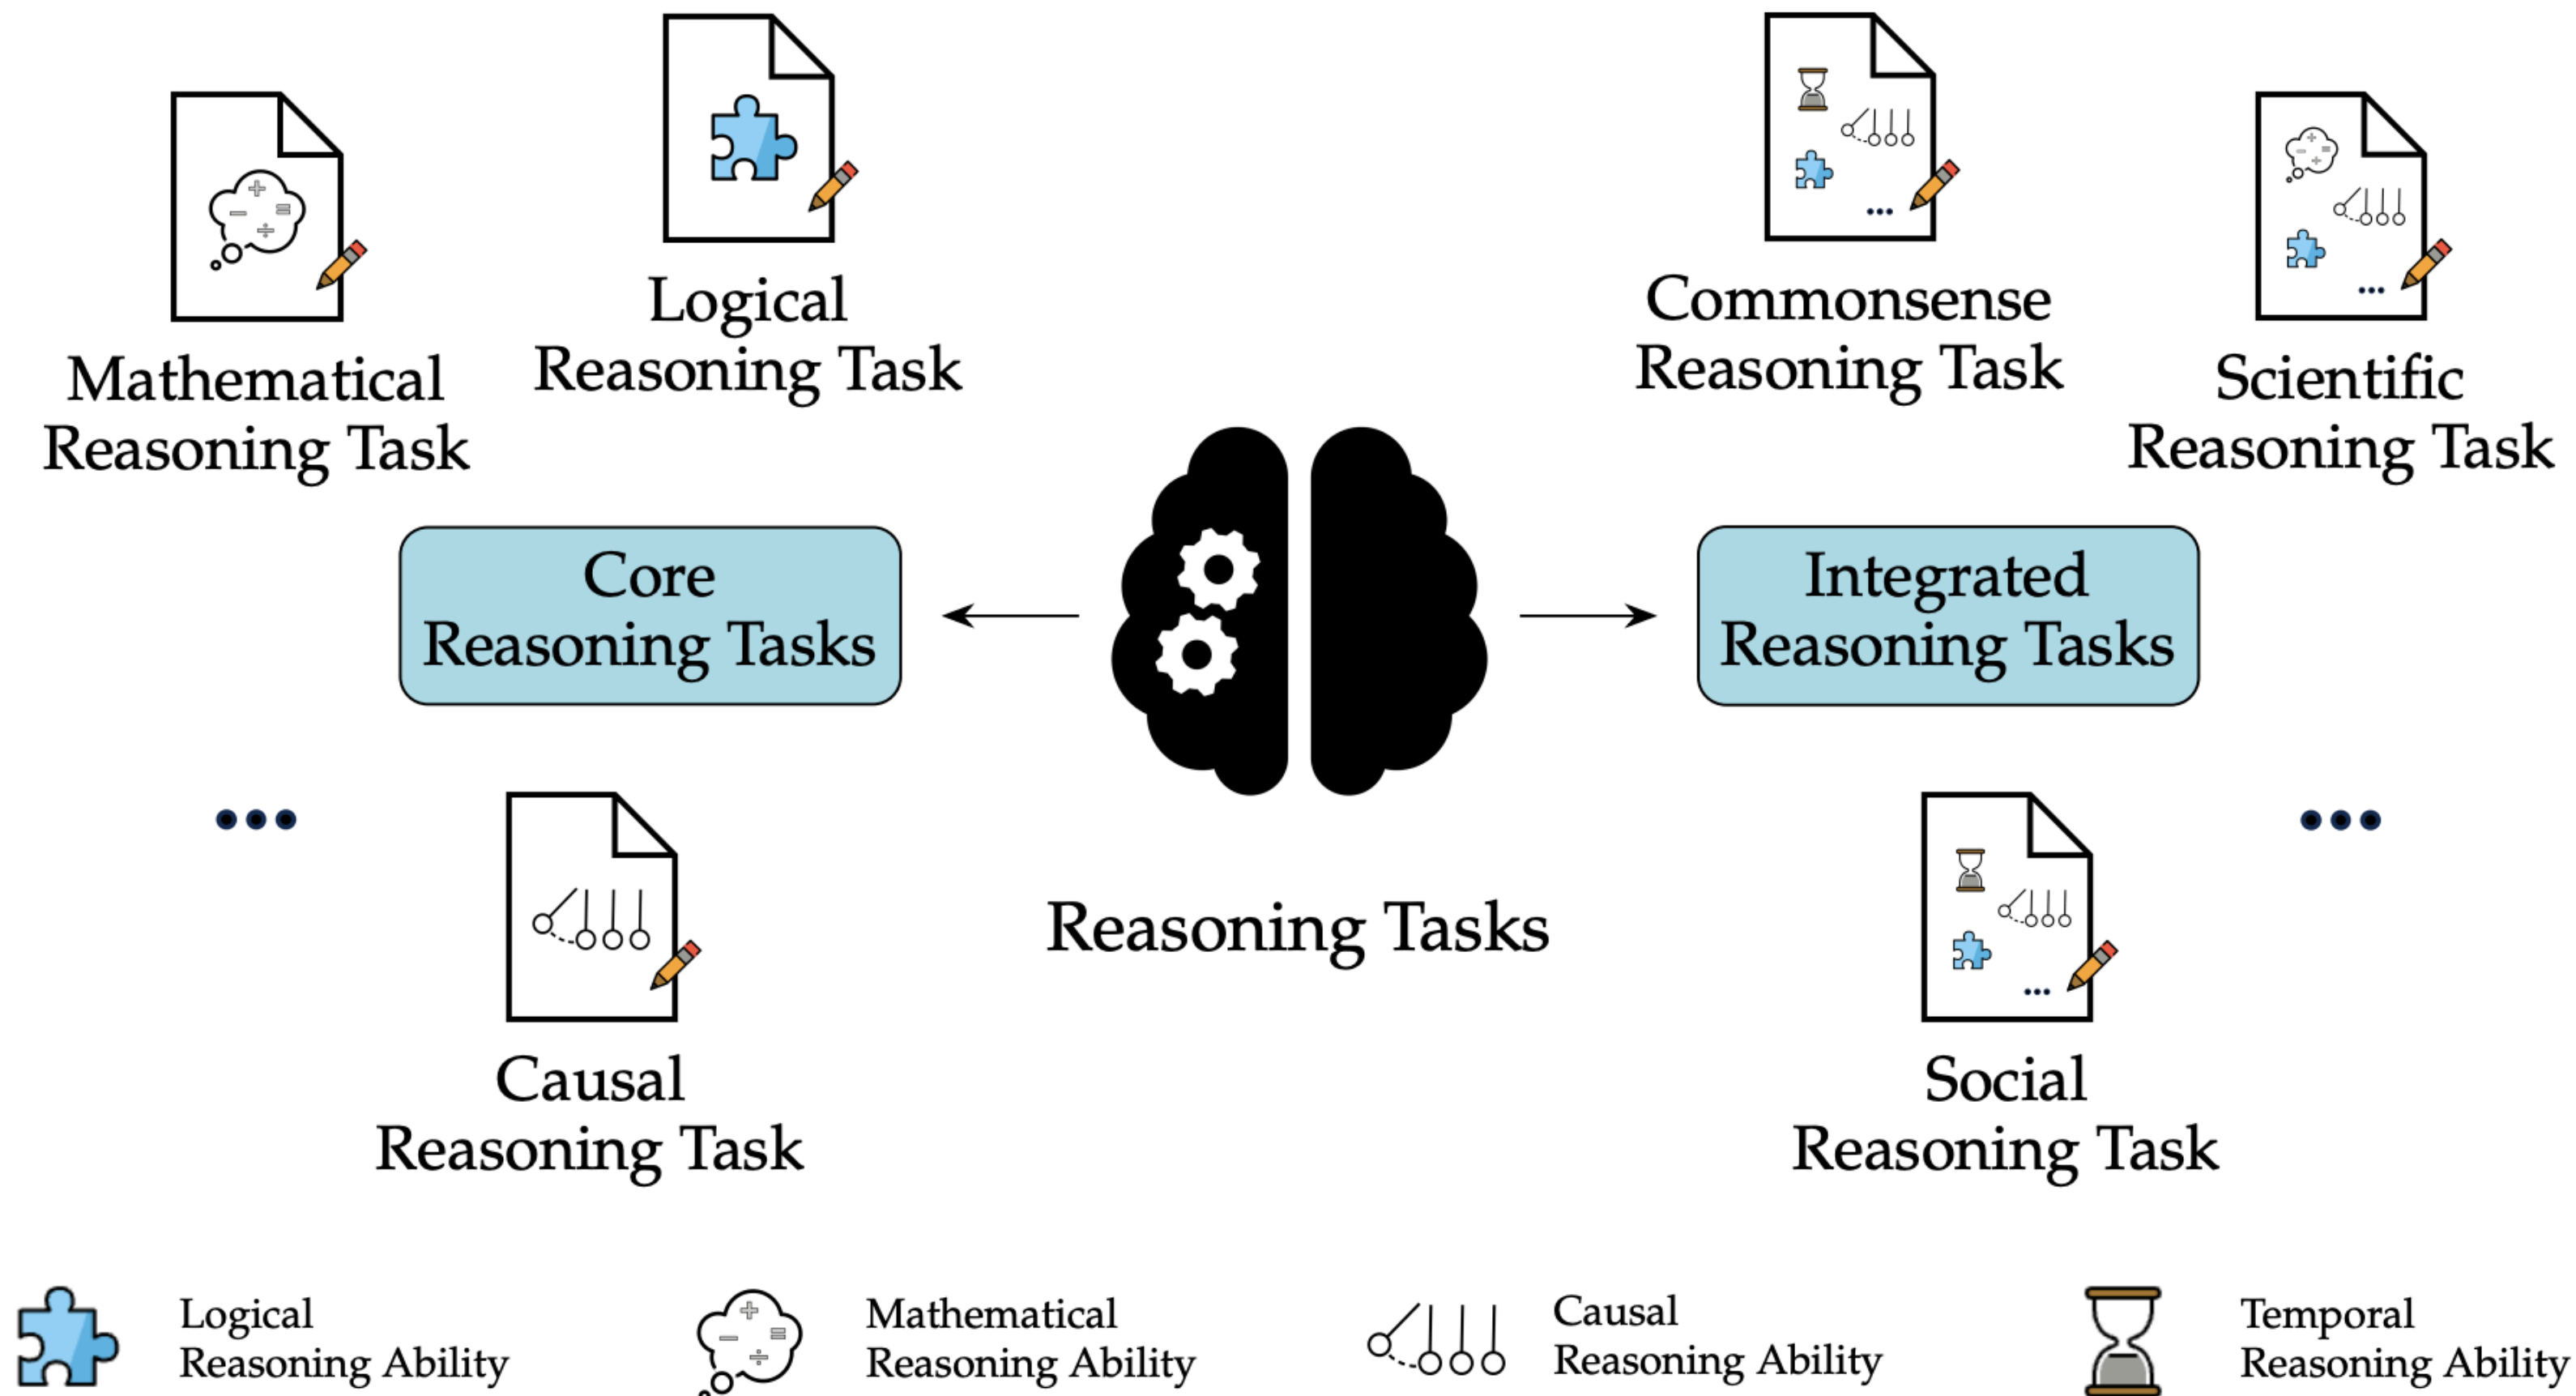 Mathematical
Reasoning Task
Logical
Reasoning Task
Commonsense
Reasoning Task
Scientific
Reasoning Task
Core
Reasoning Tasks
Integrated
Reasoning Tasks
Reasoning Tasks
Causal
Reasoning Task
Social
Reasoning Task
Logical
Reasoning Ability
Mathematical
Reasoning Ability
Causal
Reasoning Ability
Temporal
Reasoning Ability